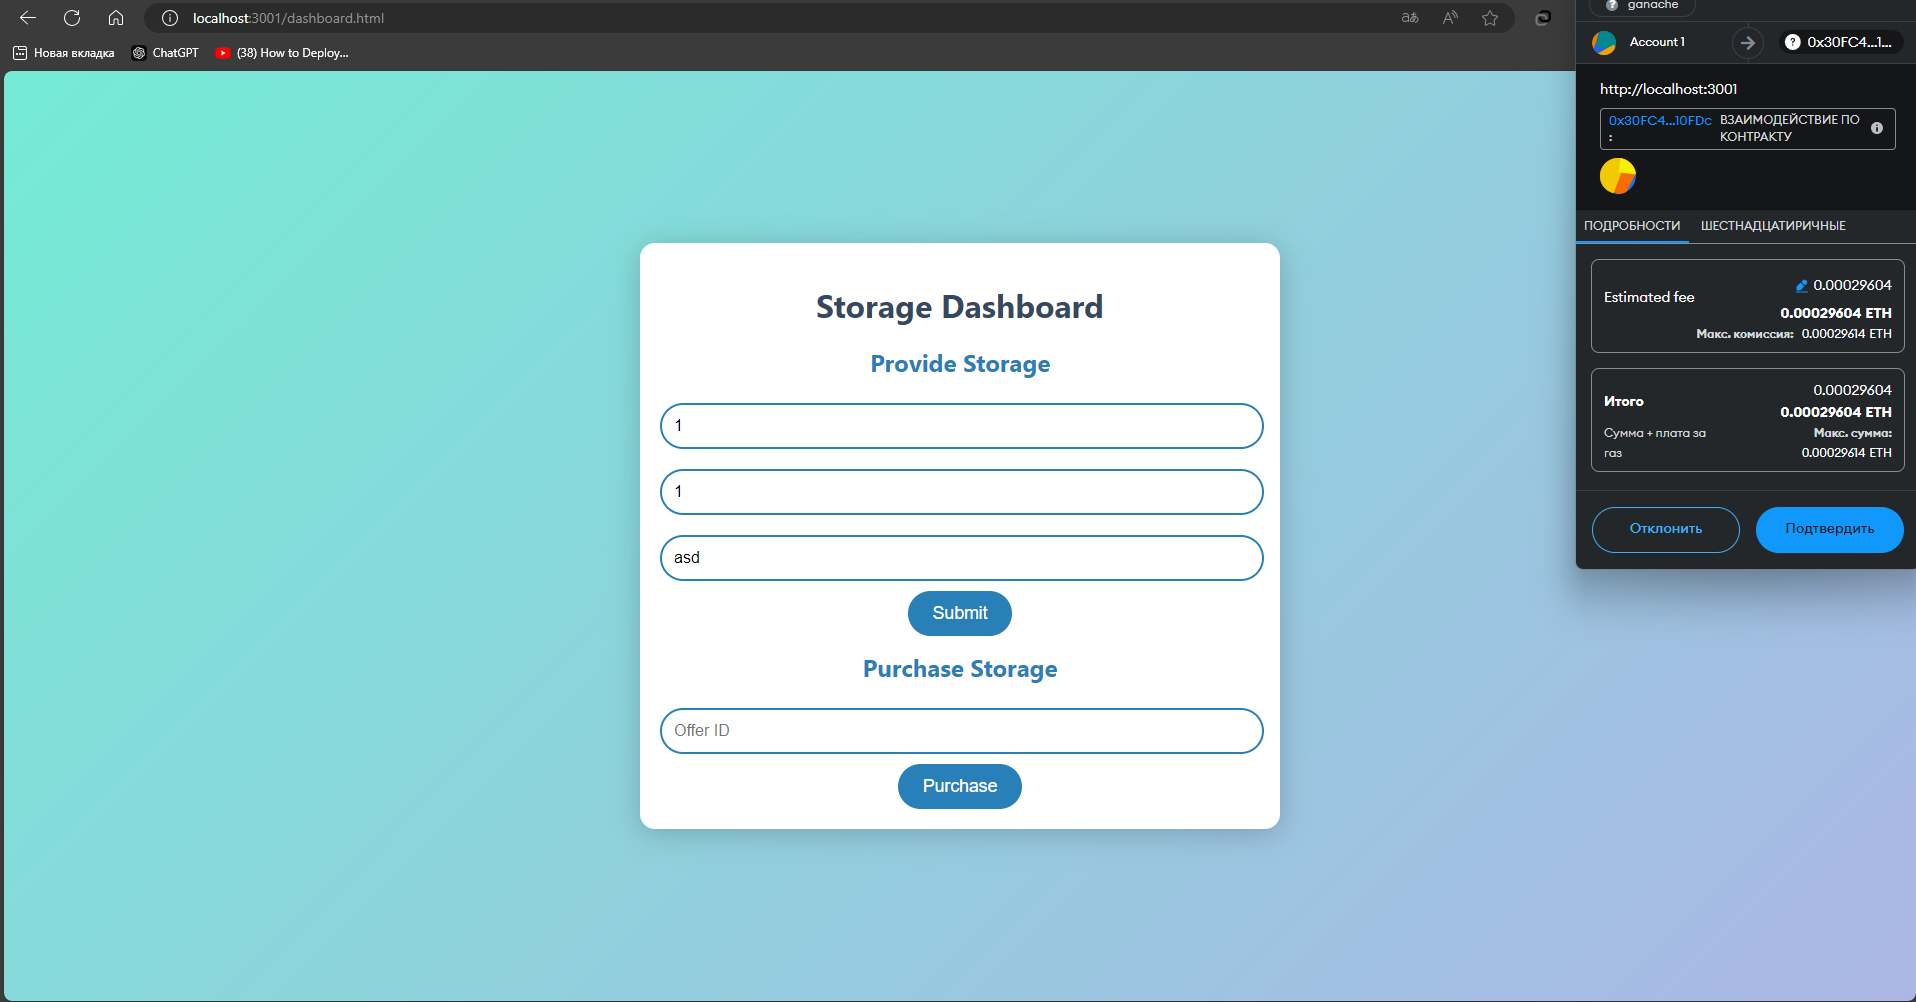 localhost:3001/dashboard.html
Новая вкладка
ChatGPT
(38) How to Deploy...
Storage Dashboard
Provide Storage
1
1
asd
Submit
Purchase Storage
Offer ID
Purchase
ganache
Account 1
0x30FC4...1...
http://localhost:3001
0x30FC4...10FDc
:
ВЗАИМОДЕЙСТВИЕ ПО
КОНТРАКТУ
ПОДРОБНОСТИ
ШЕСТНАДЦАТИРИЧНЫЕ
Estimated fee
0.00029604
0.00029604 ETH
Макс. комиссия: 0.00029614 ETH
Итого
0.00029604
0.00029604 ETH
Сумма + плата за
газ
Макс. сумма:
0.00029614 ETH
Отклонить
Подтвердить